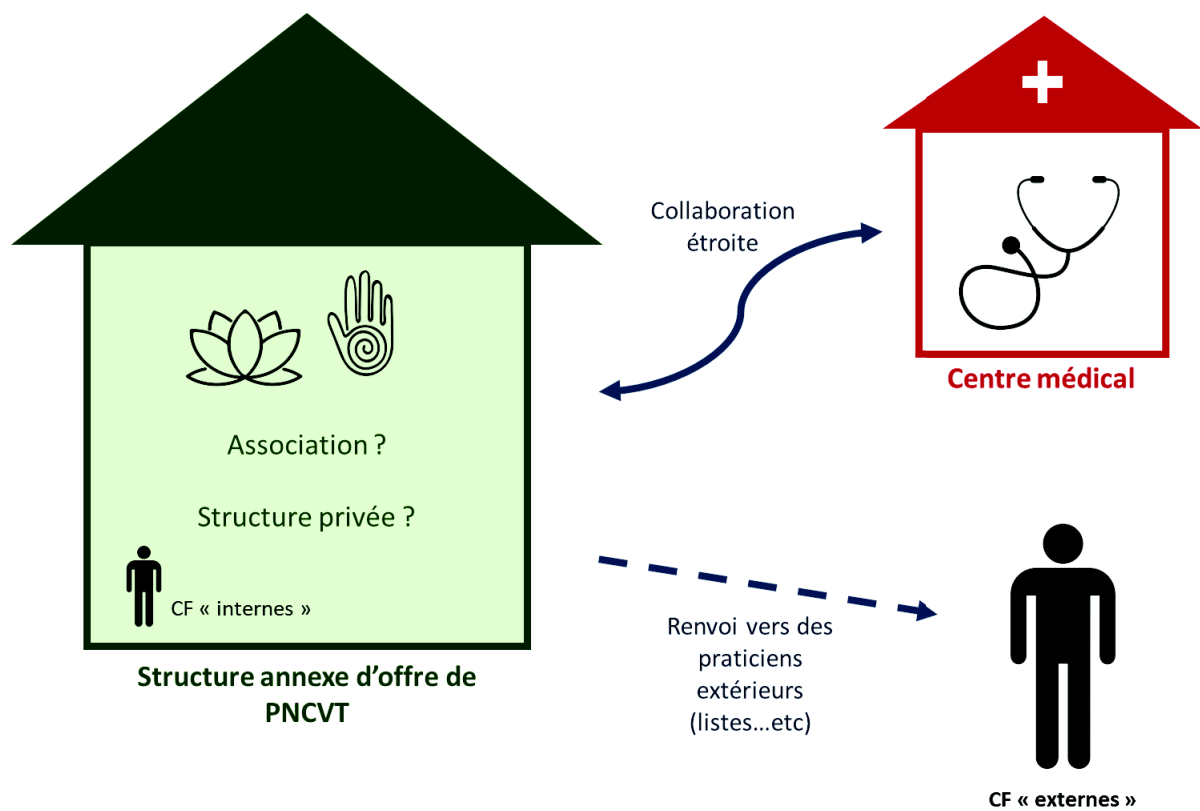 Collaboration
étroite
Centre médical
Association ?
Structure privée ?
CF « internes »
Structure annexe d’offre de
PNCVT
Renvoi vers des
praticiens
extérieurs
(listes...etc)
CF « externes »